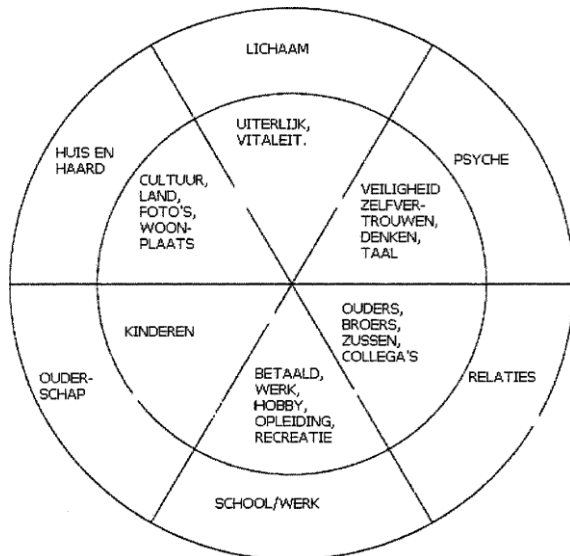 LICHAAM
UITERLIJK,
VITALEIT.
HUIS EN
HAARD
CULTUUR,
LAND,
FOTO'S,
WOON-
PLAATS
PSYCHE
VEILIGHEID
ZELFVER-
TROUWEN,
DENKEN,
TAAL
KINDEREN
OUDER-
SCHAP
OUDERS,
BROERS,
ZUSSEN,
COLLEGA'S
RELATIES
BETAALD,
WERK,
HOBBY,
OPLEIDING,
RECREATIE
SCHOOL/WERK